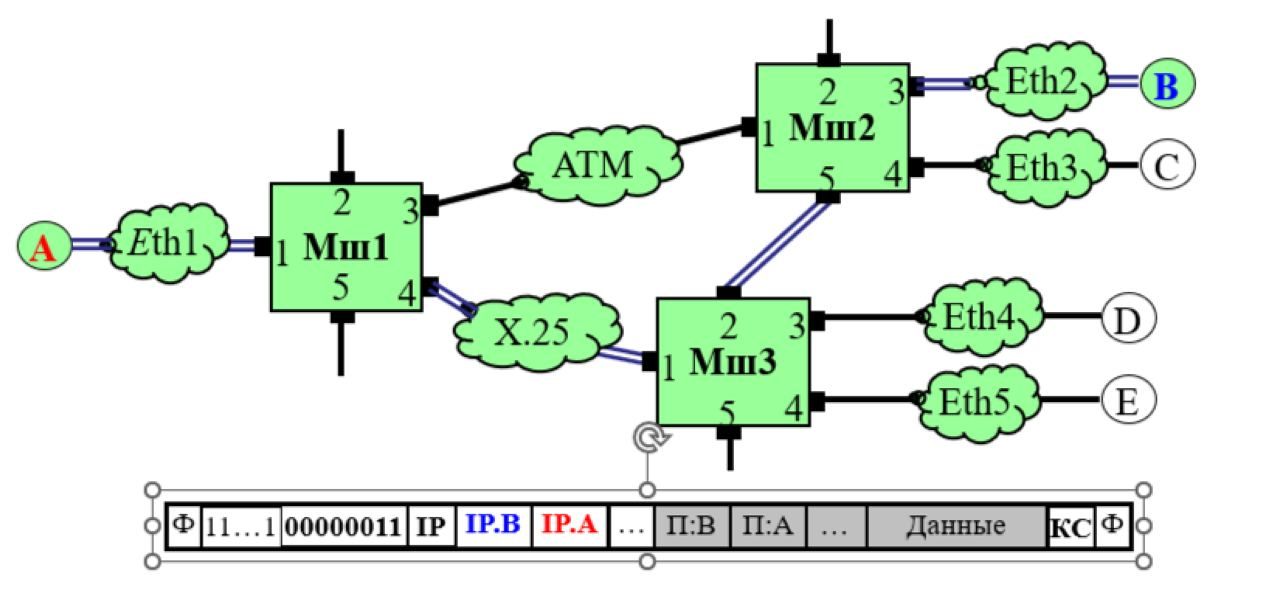 2
2 3
Eth2
B
1 Мш2
ATM
5 4
Eth3
C
2
3
A
Eth1
1 Мш1
5 4
X.25
2 3
Eth4
D
1 Мш3
5 4
Eth5
E
Ф 11…1 00000011 IP IP.B IP.A … П:B П:A … Данные КС Ф